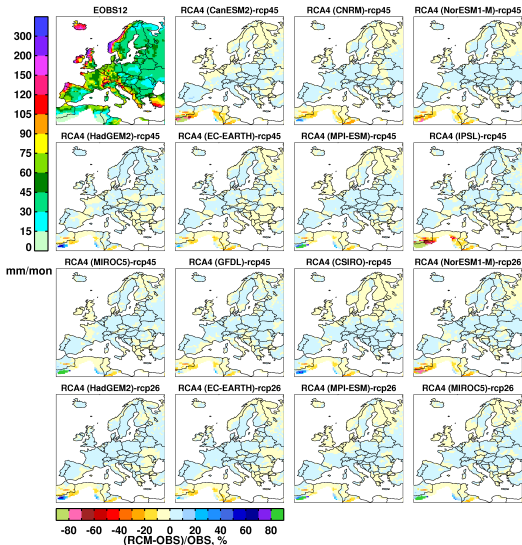 EOBS12
RCA4 (CanESM2)-rcp45
RCA4 (CNRM)-rcp45
RCA4 (NorESM1-M)-rcp45
300
200
150
120
105
90
75
60
45
30
15
0
mm/mon
RCA4 (HadGEM2)-rcp45
RCA4 (EC-EARTH)-rcp45
RCA4 (MPI-ESM)-rcp45
RCA4 (IPSL)-rcp45
RCA4 (MIROC5)-rcp45
RCA4 (GFDL)-rcp45
RCA4 (CSIRO)-rcp45
RCA4 (NorESM1-M)-rcp26
RCA4 (HadGEM2)-rcp26
RCA4 (EC-EARTH)-rcp26
RCA4 (MPI-ESM)-rcp26
RCA4 (MIROC5)-rcp26
-80 -60 -40 -20 0 20 40 60 80
(RCM-OBS)/OBS, %